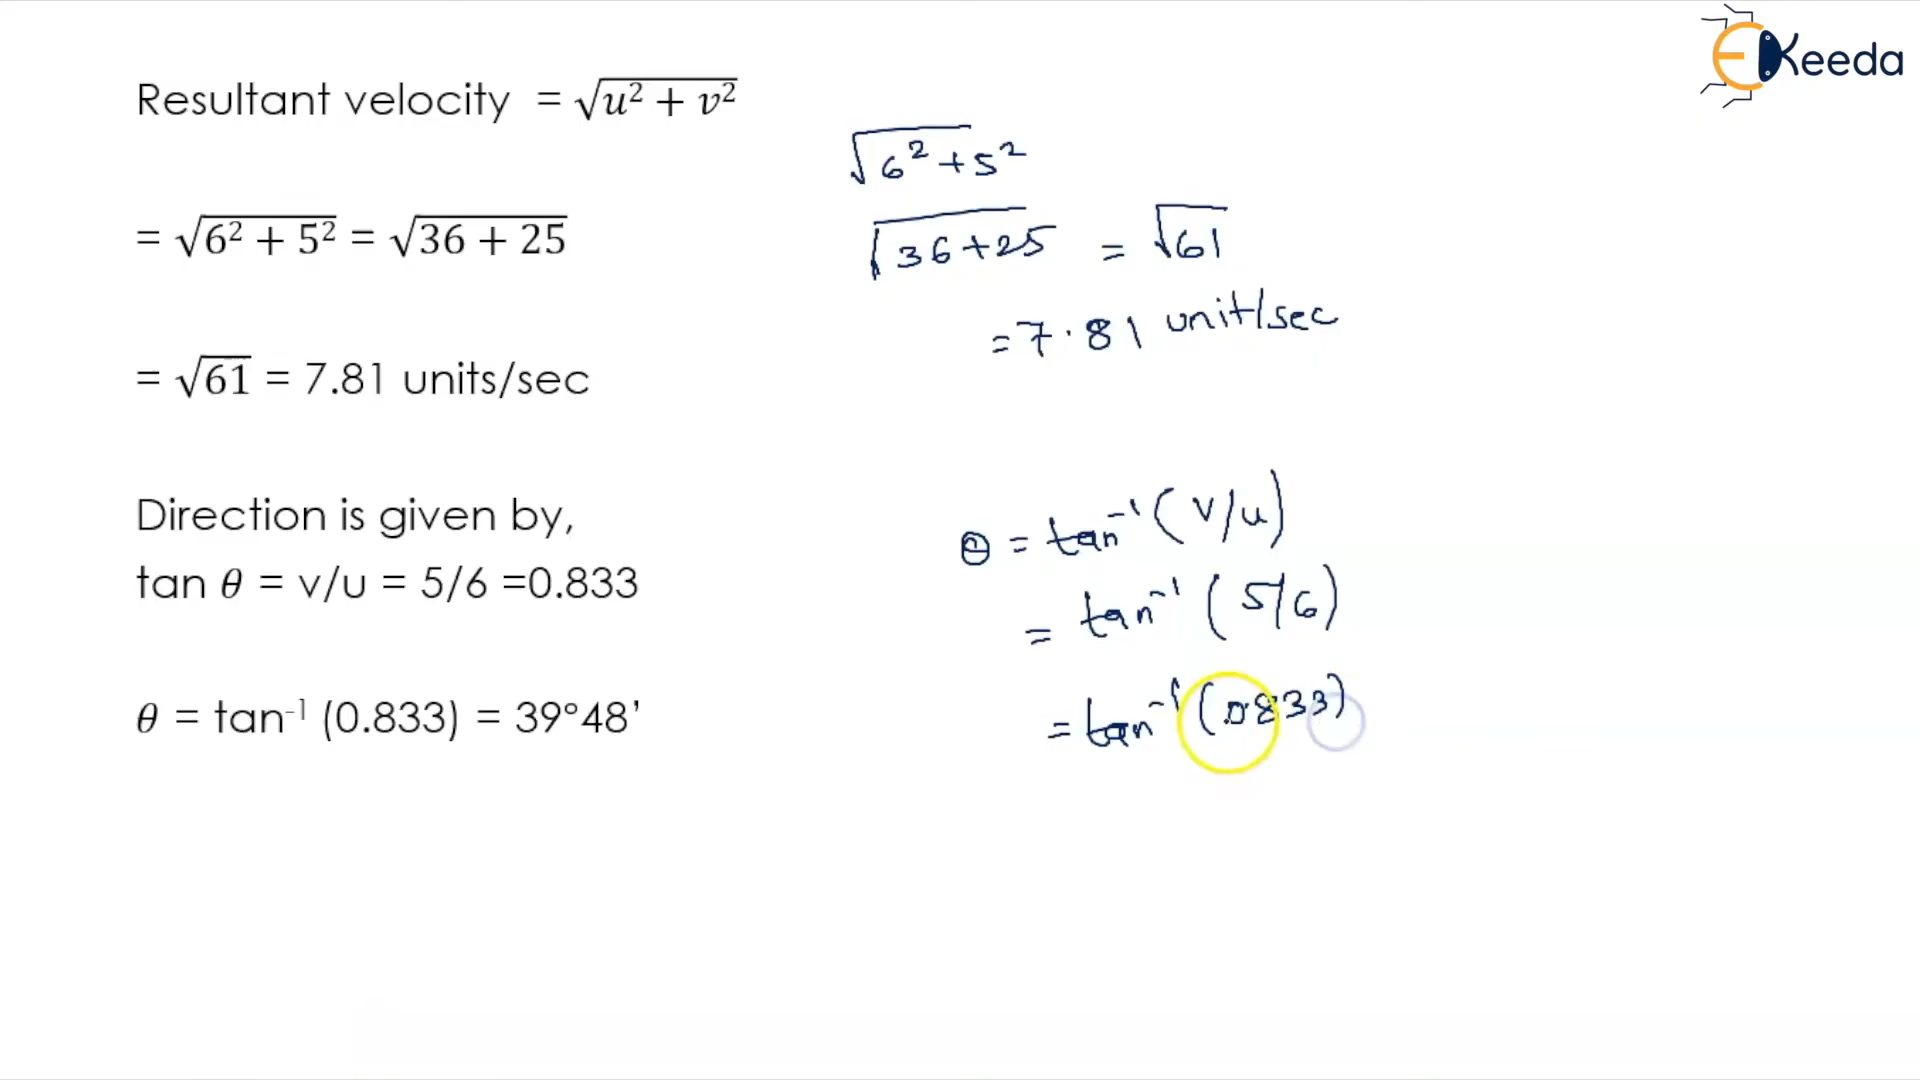 EKeeda
Resultant velocity = √u² + v²
= √6² + 5² = √36 + 25
= √61 = 7.81 units/sec
Direction is given by,
tan θ = v/u = 5/6 =0.833
θ = tan⁻¹ (0.833) = 39°48’
√6² + 5²
√36+25 = √61
= 7.81 unit/sec
θ = tan⁻¹ (v/u)
= tan⁻¹ (5/6)
= tan⁻¹ (0.833)